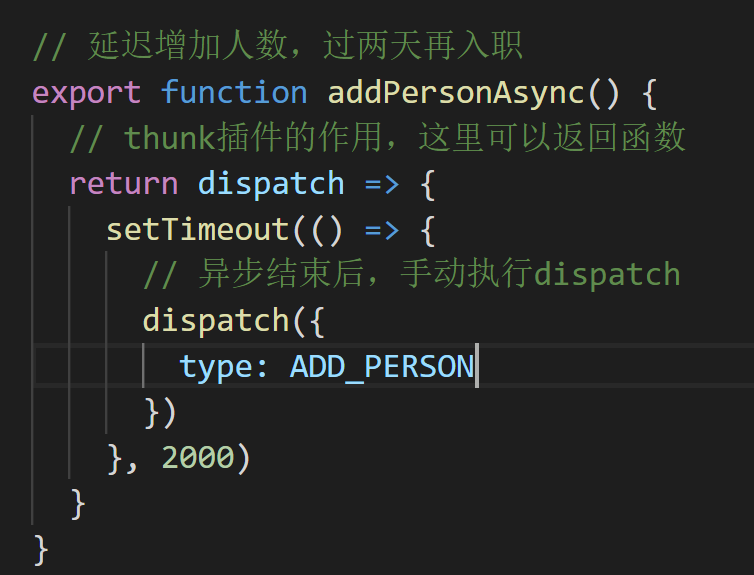 // 延迟增加人数，过两天再入职
export function addPersonAsync() {
  // thunk插件的作用，这里可以返回函数
  return dispatch => {
    setTimeout(() => {
      // 异步结束后，手动执行dispatch
      dispatch({
        type: ADD_PERSON
      })
    }, 2000)
  }
}